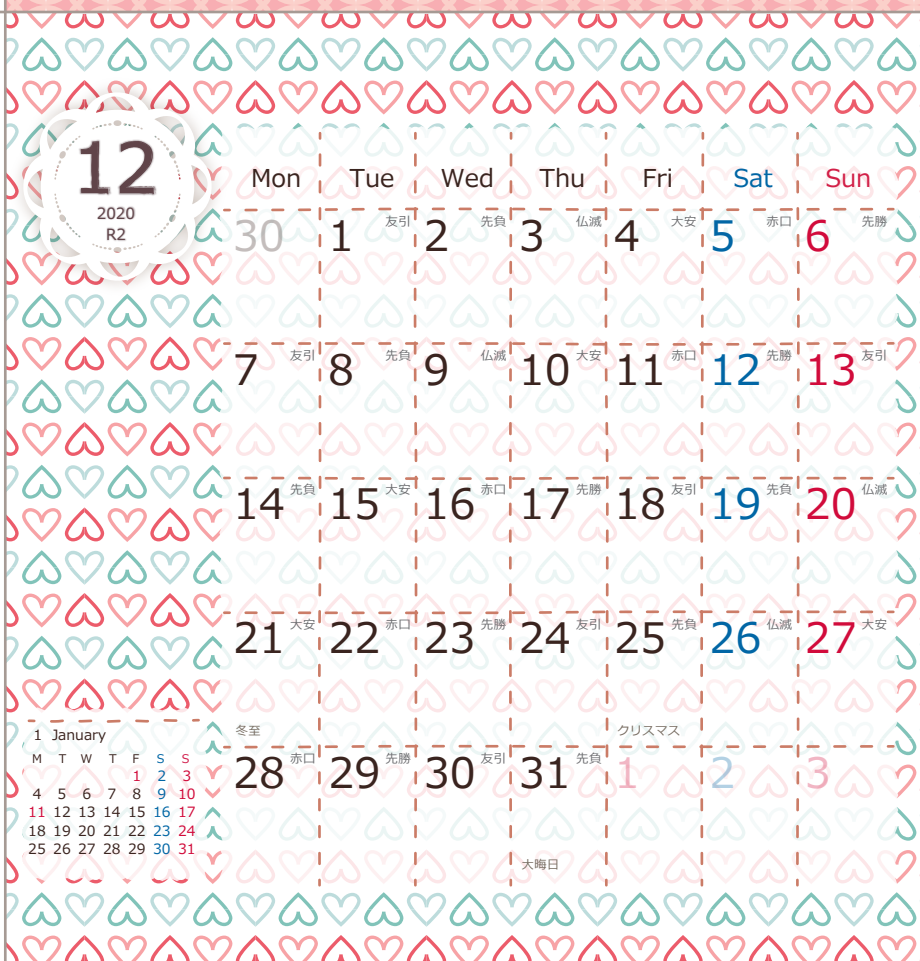 12
2020
R2
Mon Tue Wed Thu Fri Sat Sun
30 1 友引 2 先負 3 仏滅 4 大安 5 赤口 6 先勝
7 友引 8 先負 9 仏滅 10 大安 11 赤口 12 先勝 13 友引
14 先負 15 大安 16 赤口 17 先勝 18 友引 19 先負 20 仏滅
21 大安 22 赤口 23 先勝 24 友引 25 先負 26 仏滅 27 大安
冬至 クリスマス
28 赤口 29 先勝 30 友引 31 先負 1 2 3
大晦日
1 January
M T W T F S S
1 2 3
4 5 6 7 8 9 10
11 12 13 14 15 16 17
18 19 20 21 22 23 24
25 26 27 28 29 30 31